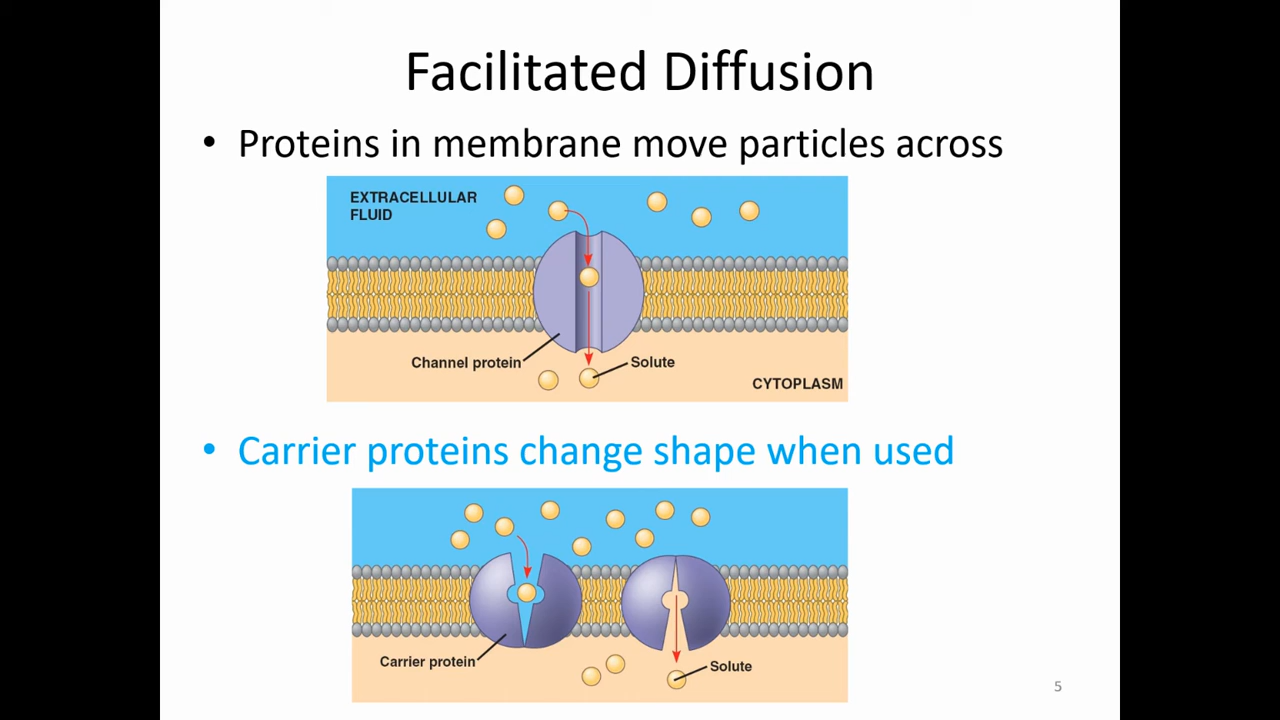 Facilitated Diffusion
• Proteins in membrane move particles across
EXTRACELLULAR
FLUID
Channel protein
Solute
CYTOPLASM
• Carrier proteins change shape when used
Carrier protein
Solute
5